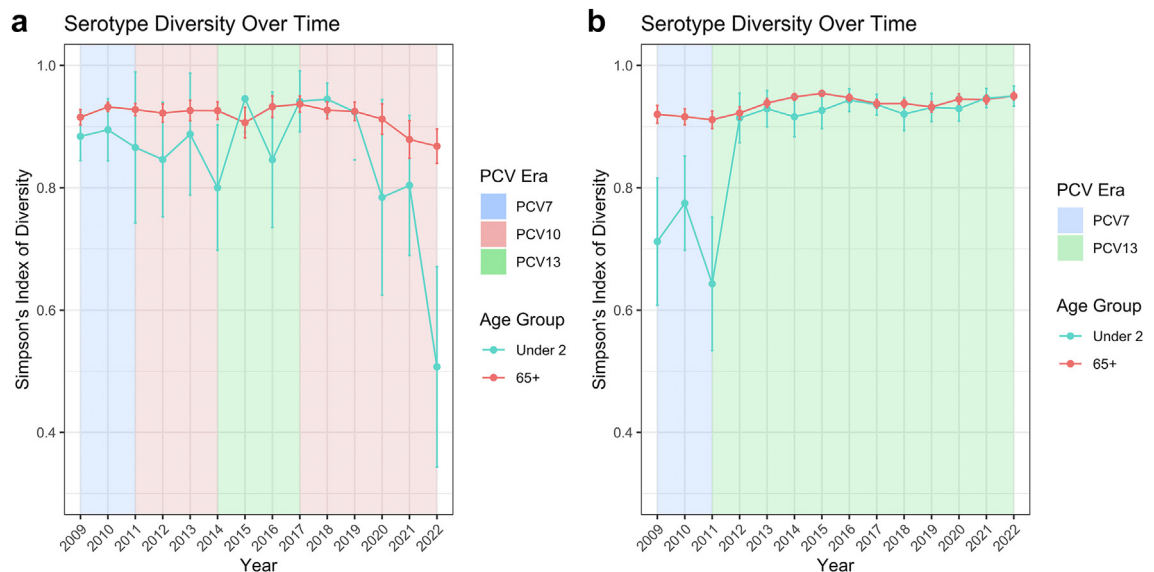 a
Serotype Diversity Over Time
Simpson's Index of Diversity
1.0
0.8
0.6
0.4
2009
2010
2011
2012
2013
2014
2015
2016
2017
2018
2019
2020
2021
2022
Year
PCV Era
PCV7
PCV10
PCV13
Age Group
Under 2
65+
b
Serotype Diversity Over Time
Simpson's Index of Diversity
1.0
0.8
0.6
0.4
2009
2010
2011
2012
2013
2014
2015
2016
2017
2018
2019
2020
2021
2022
Year
PCV Era
PCV7
PCV13
Age Group
Under 2
65+